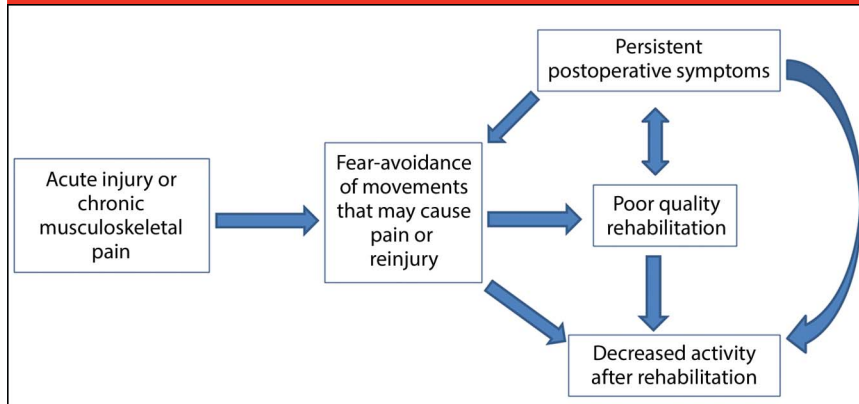 Persistent
postoperative symptoms
Acute injury or
chronic
musculoskeletal
pain
Fear-avoidance
of movements
that may cause
pain or
reinjury
Poor quality
rehabilitation
Decreased activity
after rehabilitation